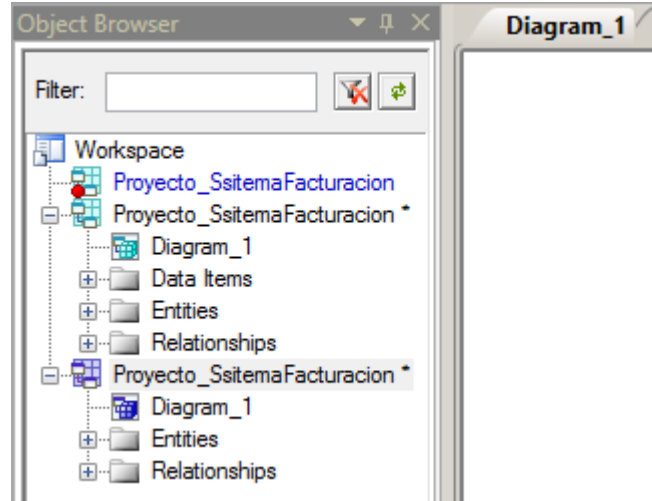 Object Browser
Diagram_1
Filter:
Workspace
Proyecto_SsitemaFacturacion
Proyecto_SsitemaFacturacion *
Diagram_1
Data Items
Entities
Relationships
Proyecto_SsitemaFacturacion *
Diagram_1
Entities
Relationships